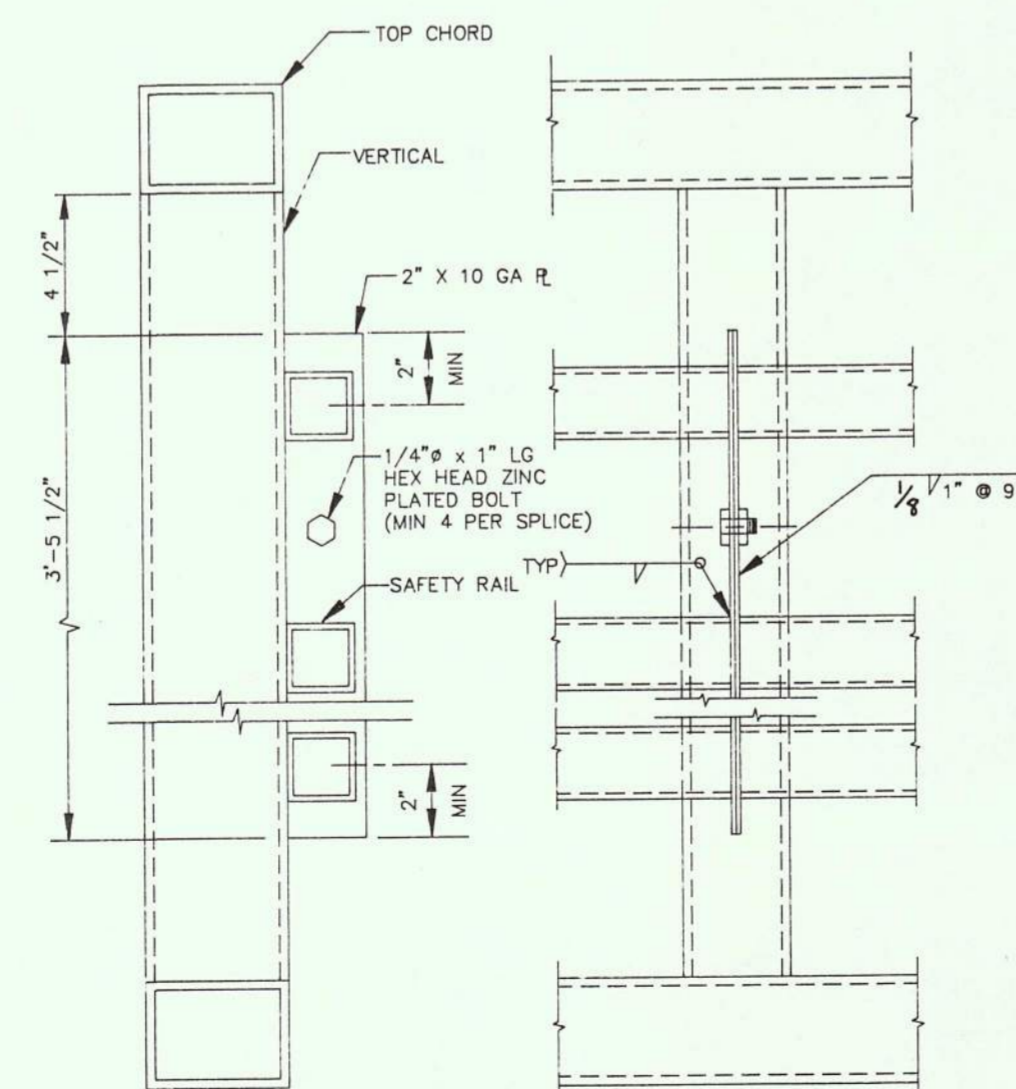 TOP CHORD
VERTICAL
4 1/2"
2" X 10 GA PL
2"
MIN
1/4"ø x 1" LG
HEX HEAD ZINC
PLATED BOLT
(MIN 4 PER SPLICE)
3'-5 1/2"
SAFETY RAIL
2"
MIN
TYP
1/8 1" @ 9